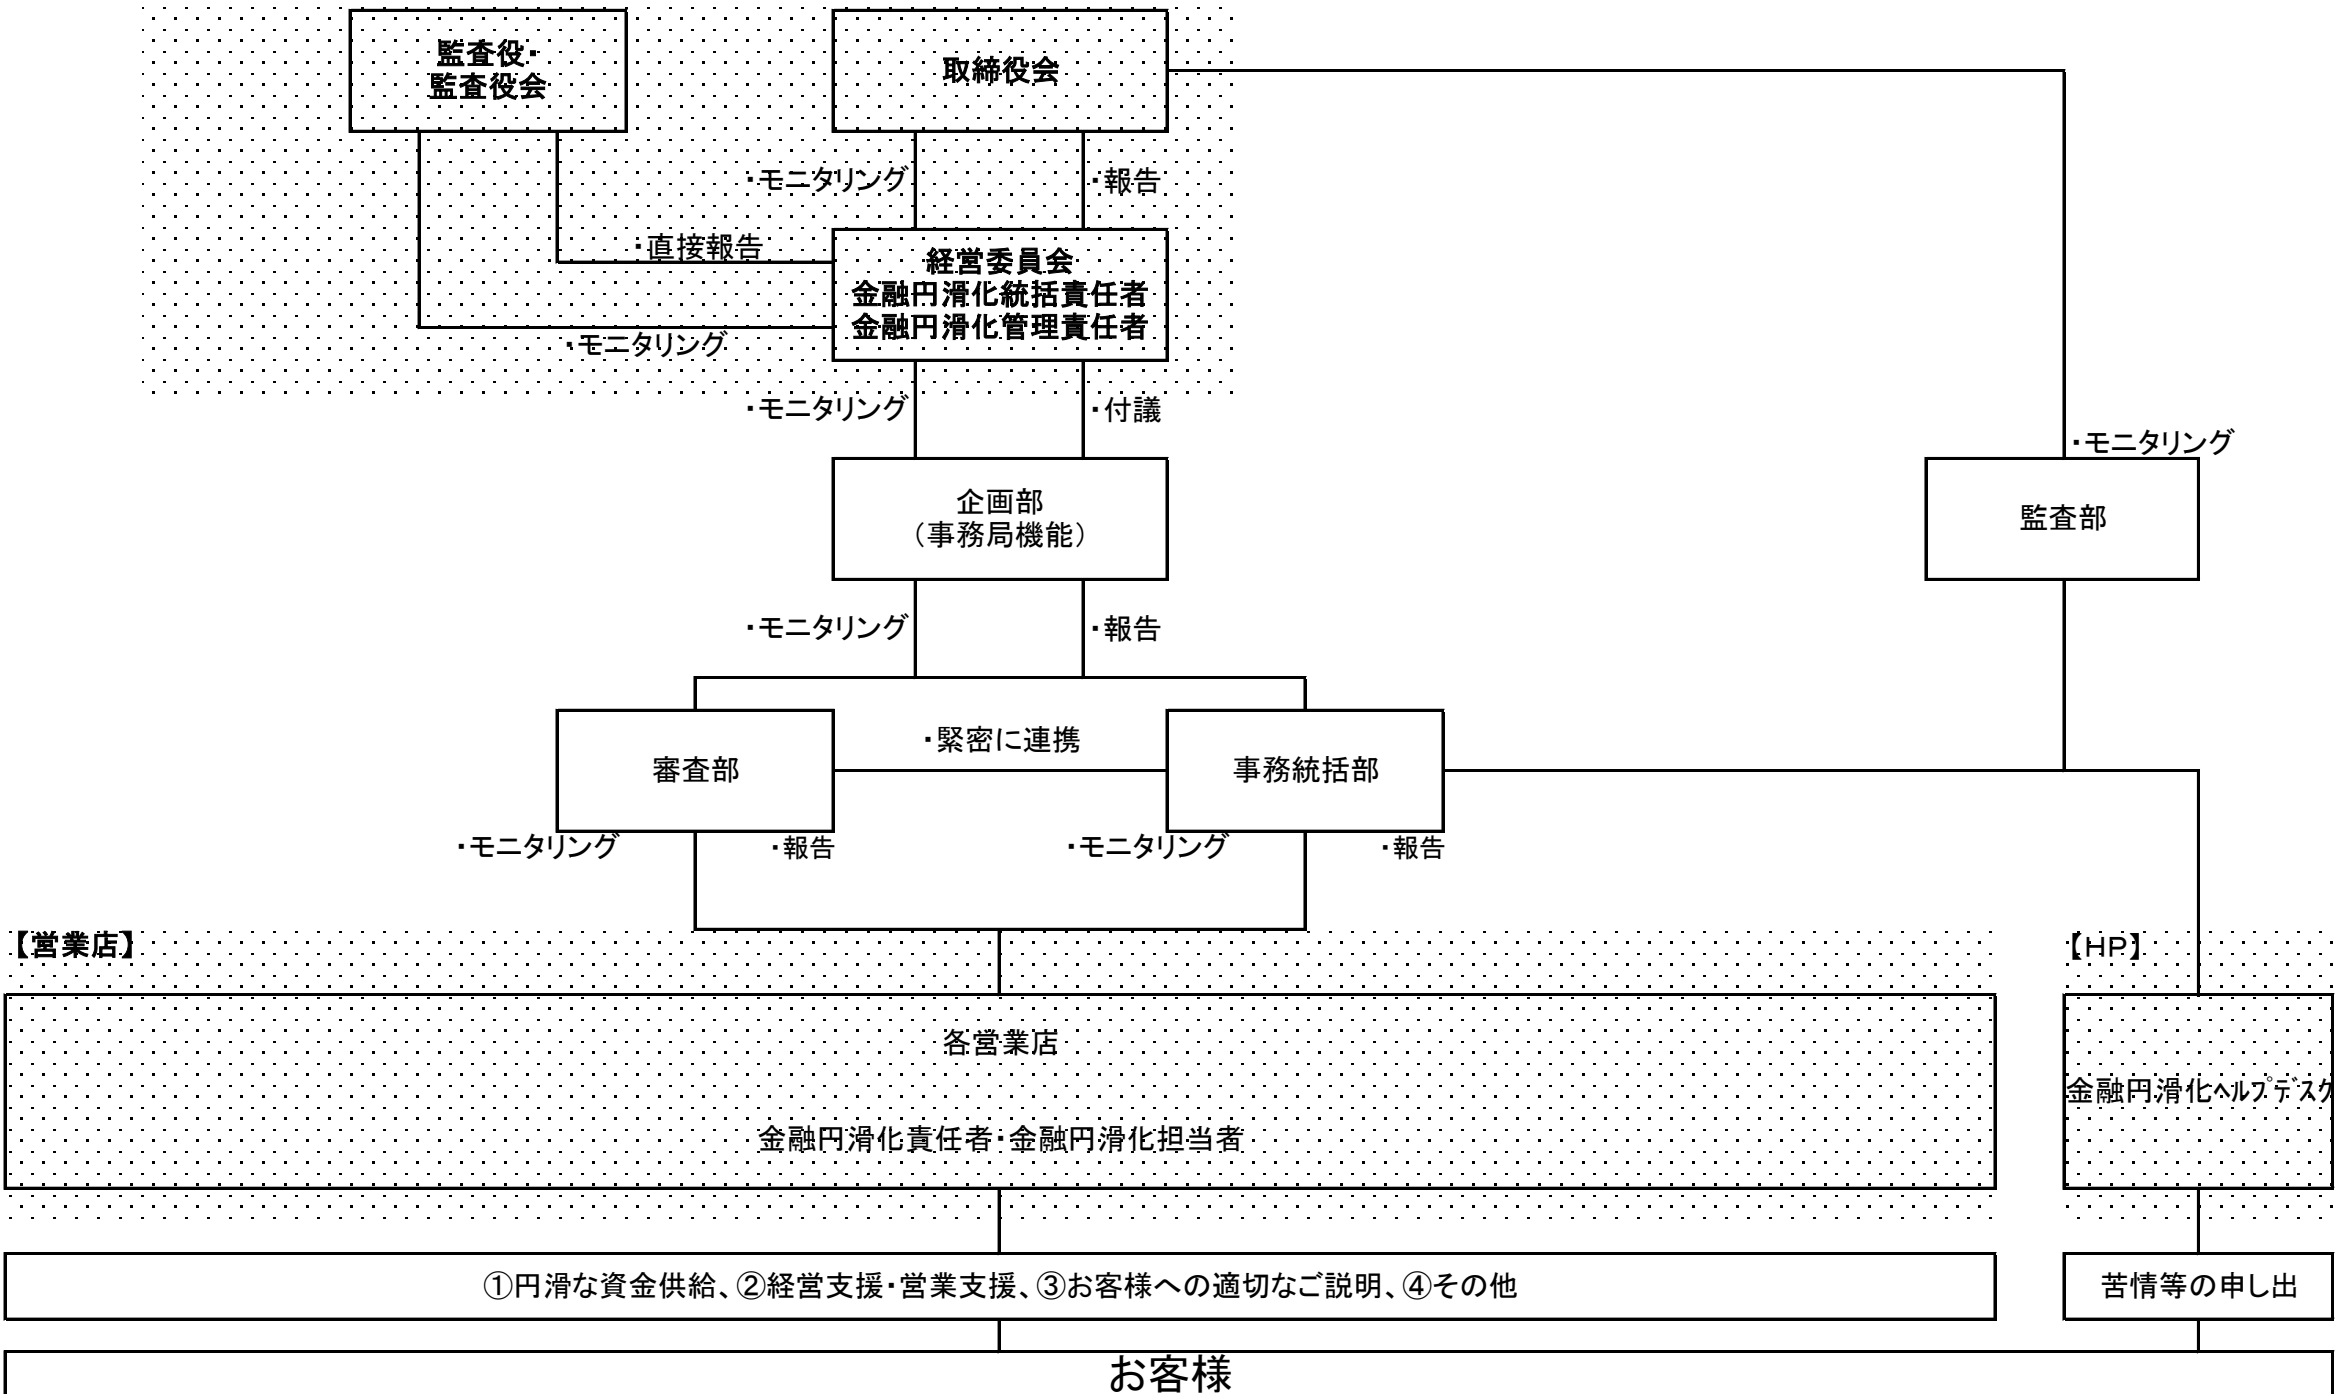 監査役・
監査役会
取締役会
・モニタリング
・報告
・直接報告
経営委員会
金融円滑化統括責任者
金融円滑化管理責任者
・モニタリング
・モニタリング
・付議
・モニタリング
企画部
（事務局機能）
監査部
・モニタリング
・報告
・緊密に連携
審査部
事務統括部
・モニタリング
・報告
・モニタリング
・報告
【営業店】
【HP】
各営業店
金融円滑化ﾍﾙﾌﾟﾃﾞｽｸ
金融円滑化責任者・金融円滑化担当者
①円滑な資金供給、②経営支援・営業支援、③お客様への適切なご説明、④その他
苦情等の申し出
お客様